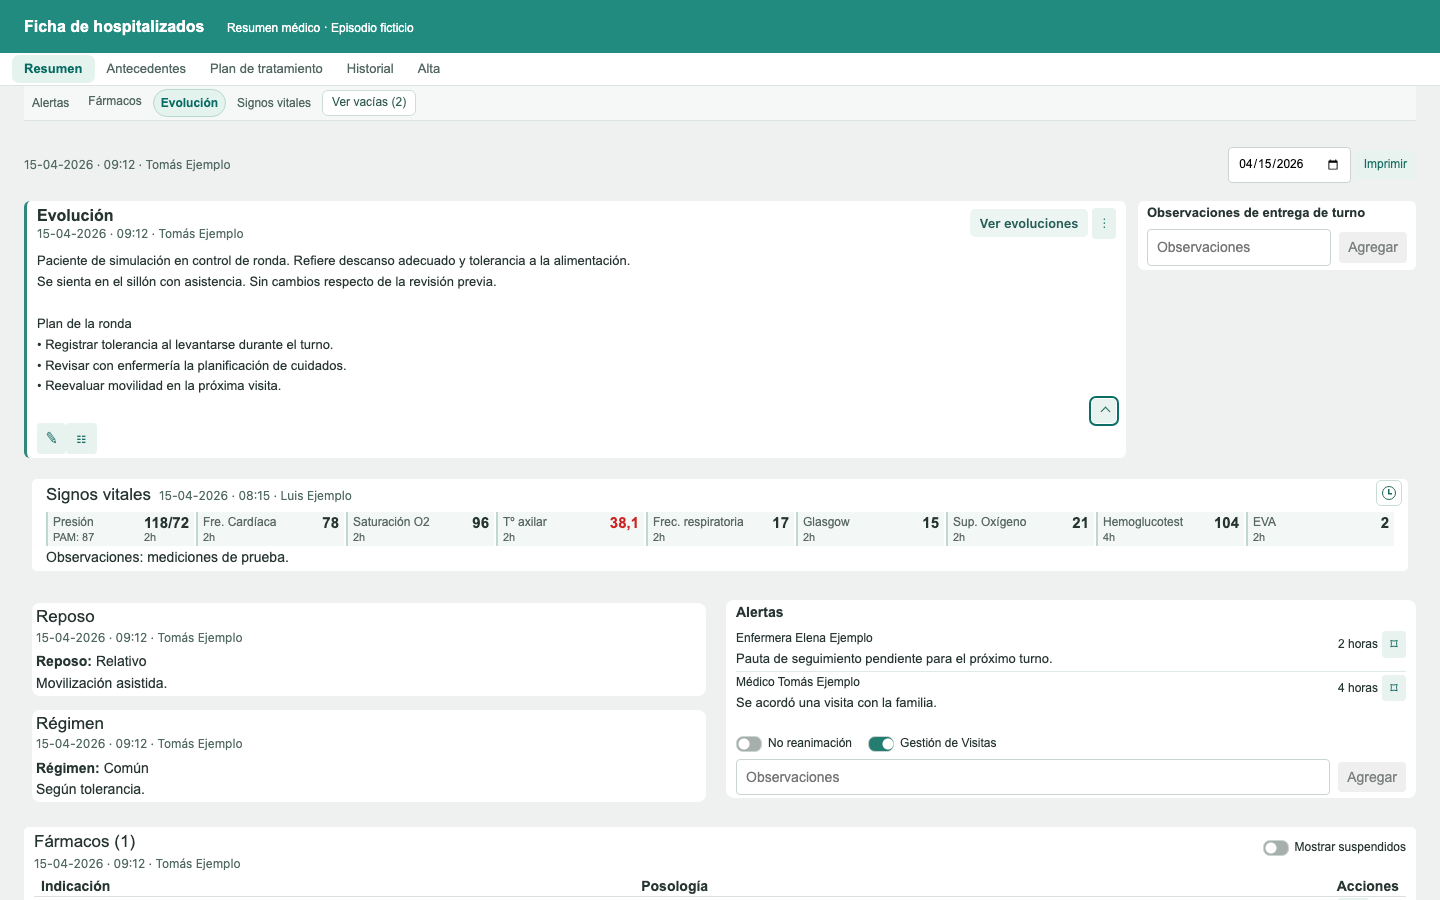 Ficha de hospitalizados
Resumen médico · Episodio ficticio
Resumen
Antecedentes
Plan de tratamiento
Historial
Alta
Alertas
Fármacos
Evolución
Signos vitales
Ver vacías (2)
15-04-2026 · 09:12 · Tomás Ejemplo
04/15/2026
Imprimir
Evolución
15-04-2026 · 09:12 · Tomás Ejemplo
Ver evoluciones
Paciente de simulación en control de ronda. Refiere descanso adecuado y tolerancia a la alimentación.
Se sienta en el sillón con asistencia. Sin cambios respecto de la revisión previa.
Plan de la ronda
• Registrar tolerancia al levantarse durante el turno.
• Revisar con enfermería la planificación de cuidados.
• Reevaluar movilidad en la próxima visita.
Observaciones de entrega de turno
Observaciones
Agregar
Signos vitales 15-04-2026 · 08:15 · Luis Ejemplo
Presión 118/72
PAM: 87 2h
Fre. Cardíaca 78
2h
Saturación O2 96
2h
Tº axilar 38,1
2h
Frec. respiratoria 17
2h
Glasgow 15
2h
Sup. Oxígeno 21
2h
Hemoglucotest 104
4h
EVA 2
2h
Observaciones: mediciones de prueba.
Reposo
15-04-2026 · 09:12 · Tomás Ejemplo
Reposo: Relativo
Movilización asistida.
Régimen
15-04-2026 · 09:12 · Tomás Ejemplo
Régimen: Común
Según tolerancia.
Alertas
Enfermera Elena Ejemplo
Pauta de seguimiento pendiente para el próximo turno.
2 horas
Médico Tomás Ejemplo
Se acordó una visita con la familia.
4 horas
No reanimación
Gestión de Visitas
Observaciones
Agregar
Fármacos (1)
15-04-2026 · 09:12 · Tomás Ejemplo
Mostrar suspendidos
Indicación
Posología
Acciones